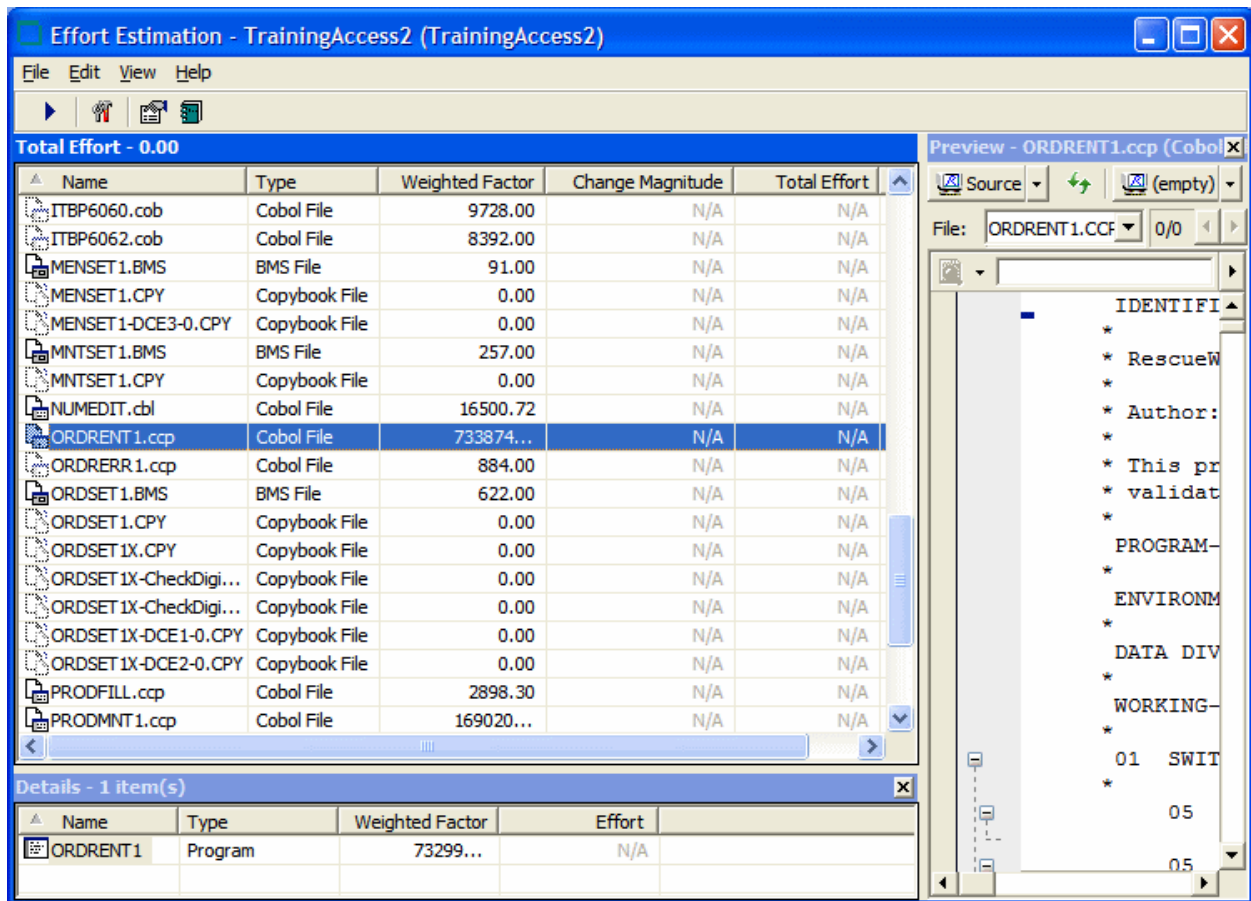 Effort Estimation - TrainingAccess2 (TrainingAccess2)
File Edit View Help
Total Effort - 0.00
Name Type Weighted Factor Change Magnitude Total Effort
ITBP6060.cob Cobol File 9728.00 N/A N/A
ITBP6062.cob Cobol File 8392.00 N/A N/A
MENSET1.BMS BMS File 91.00 N/A N/A
MENSET1.CPY Copybook File 0.00 N/A N/A
MENSET1-DCE3-0.CPY Copybook File 0.00 N/A N/A
MNTSET1.BMS BMS File 257.00 N/A N/A
MNTSET1.CPY Copybook File 0.00 N/A N/A
NUMEDIT.cbl Cobol File 16500.72 N/A N/A
ORDRENT1.ccp Cobol File 733874... N/A N/A
ORDRERR1.ccp Cobol File 884.00 N/A N/A
ORDSET1.BMS BMS File 622.00 N/A N/A
ORDSET1.CPY Copybook File 0.00 N/A N/A
ORDSET1X.CPY Copybook File 0.00 N/A N/A
ORDSET1X-CheckDigi... Copybook File 0.00 N/A N/A
ORDSET1X-CheckDigi... Copybook File 0.00 N/A N/A
ORDSET1X-DCE1-0.CPY Copybook File 0.00 N/A N/A
ORDSET1X-DCE2-0.CPY Copybook File 0.00 N/A N/A
PRODFILL.ccp Cobol File 2898.30 N/A N/A
PRODMNT1.ccp Cobol File 169020... N/A N/A
Details - 1 item(s)
Name Type Weighted Factor Effort
ORDRENT1 Program 73299... N/A
Preview - ORDRENT1.ccp (Cobol
Source (empty)
File: ORDRENT1.CCP 0/0
IDENTIFI
*
* RescueW
*
* Author:
*
* This pr
* validat
*
PROGRAM-
*
ENVIRONM
*
DATA DIV
*
WORKING-
*
01 SWIT
*
05
05